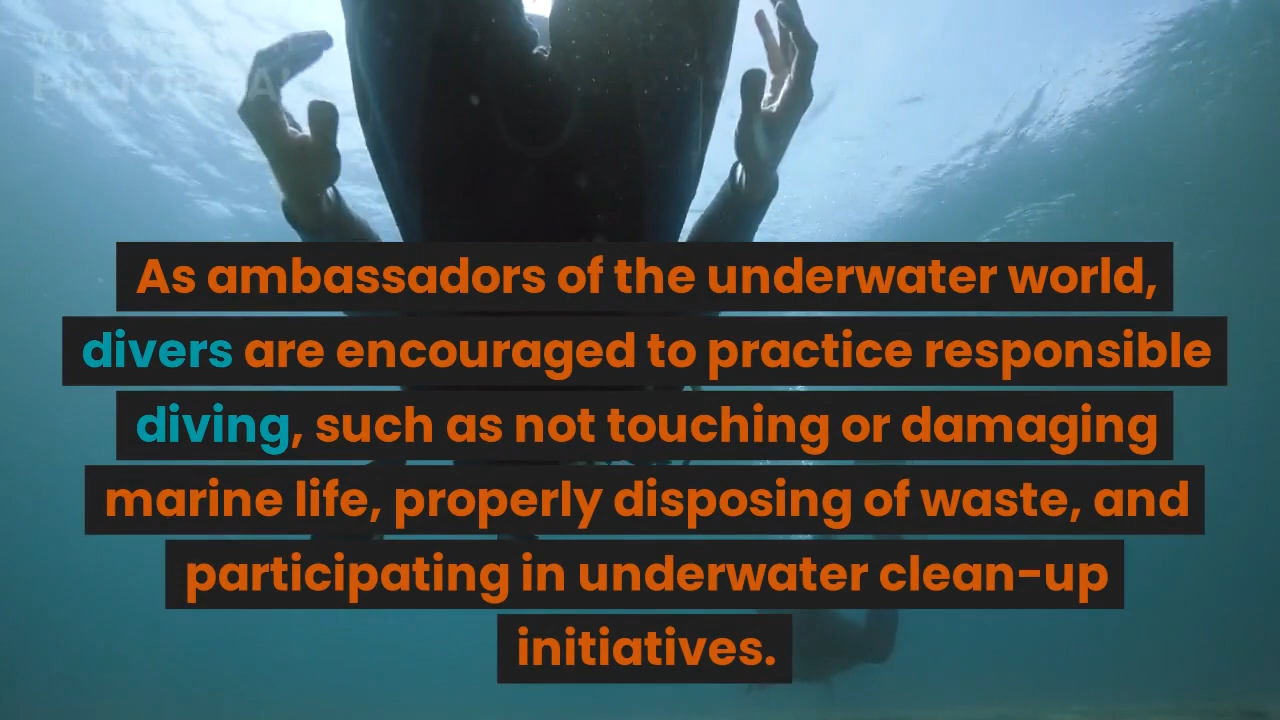 As ambassadors of the underwater world,
divers are encouraged to practice responsible
diving, such as not touching or damaging
marine life, properly disposing of waste, and
participating in underwater clean-up
initiatives.